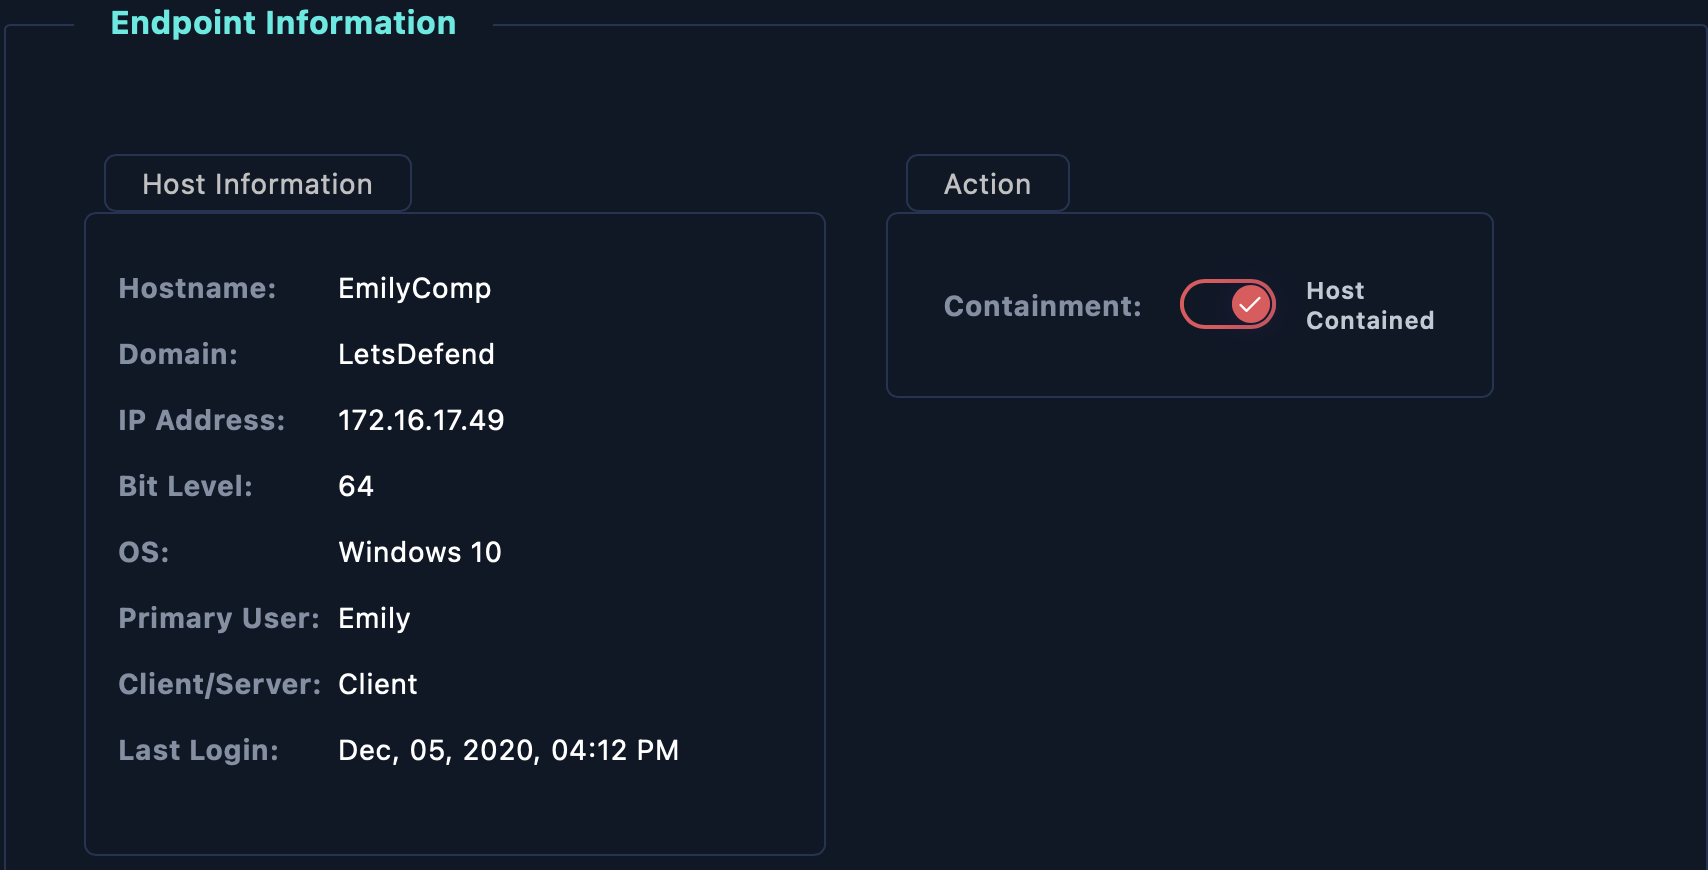 Endpoint Information
Host Information
Hostname: EmilyComp
Domain: LetsDefend
IP Address: 172.16.17.49
Bit Level: 64
OS: Windows 10
Primary User: Emily
Client/Server: Client
Last Login: Dec, 05, 2020, 04:12 PM
Action
Containment:
Host
Contained